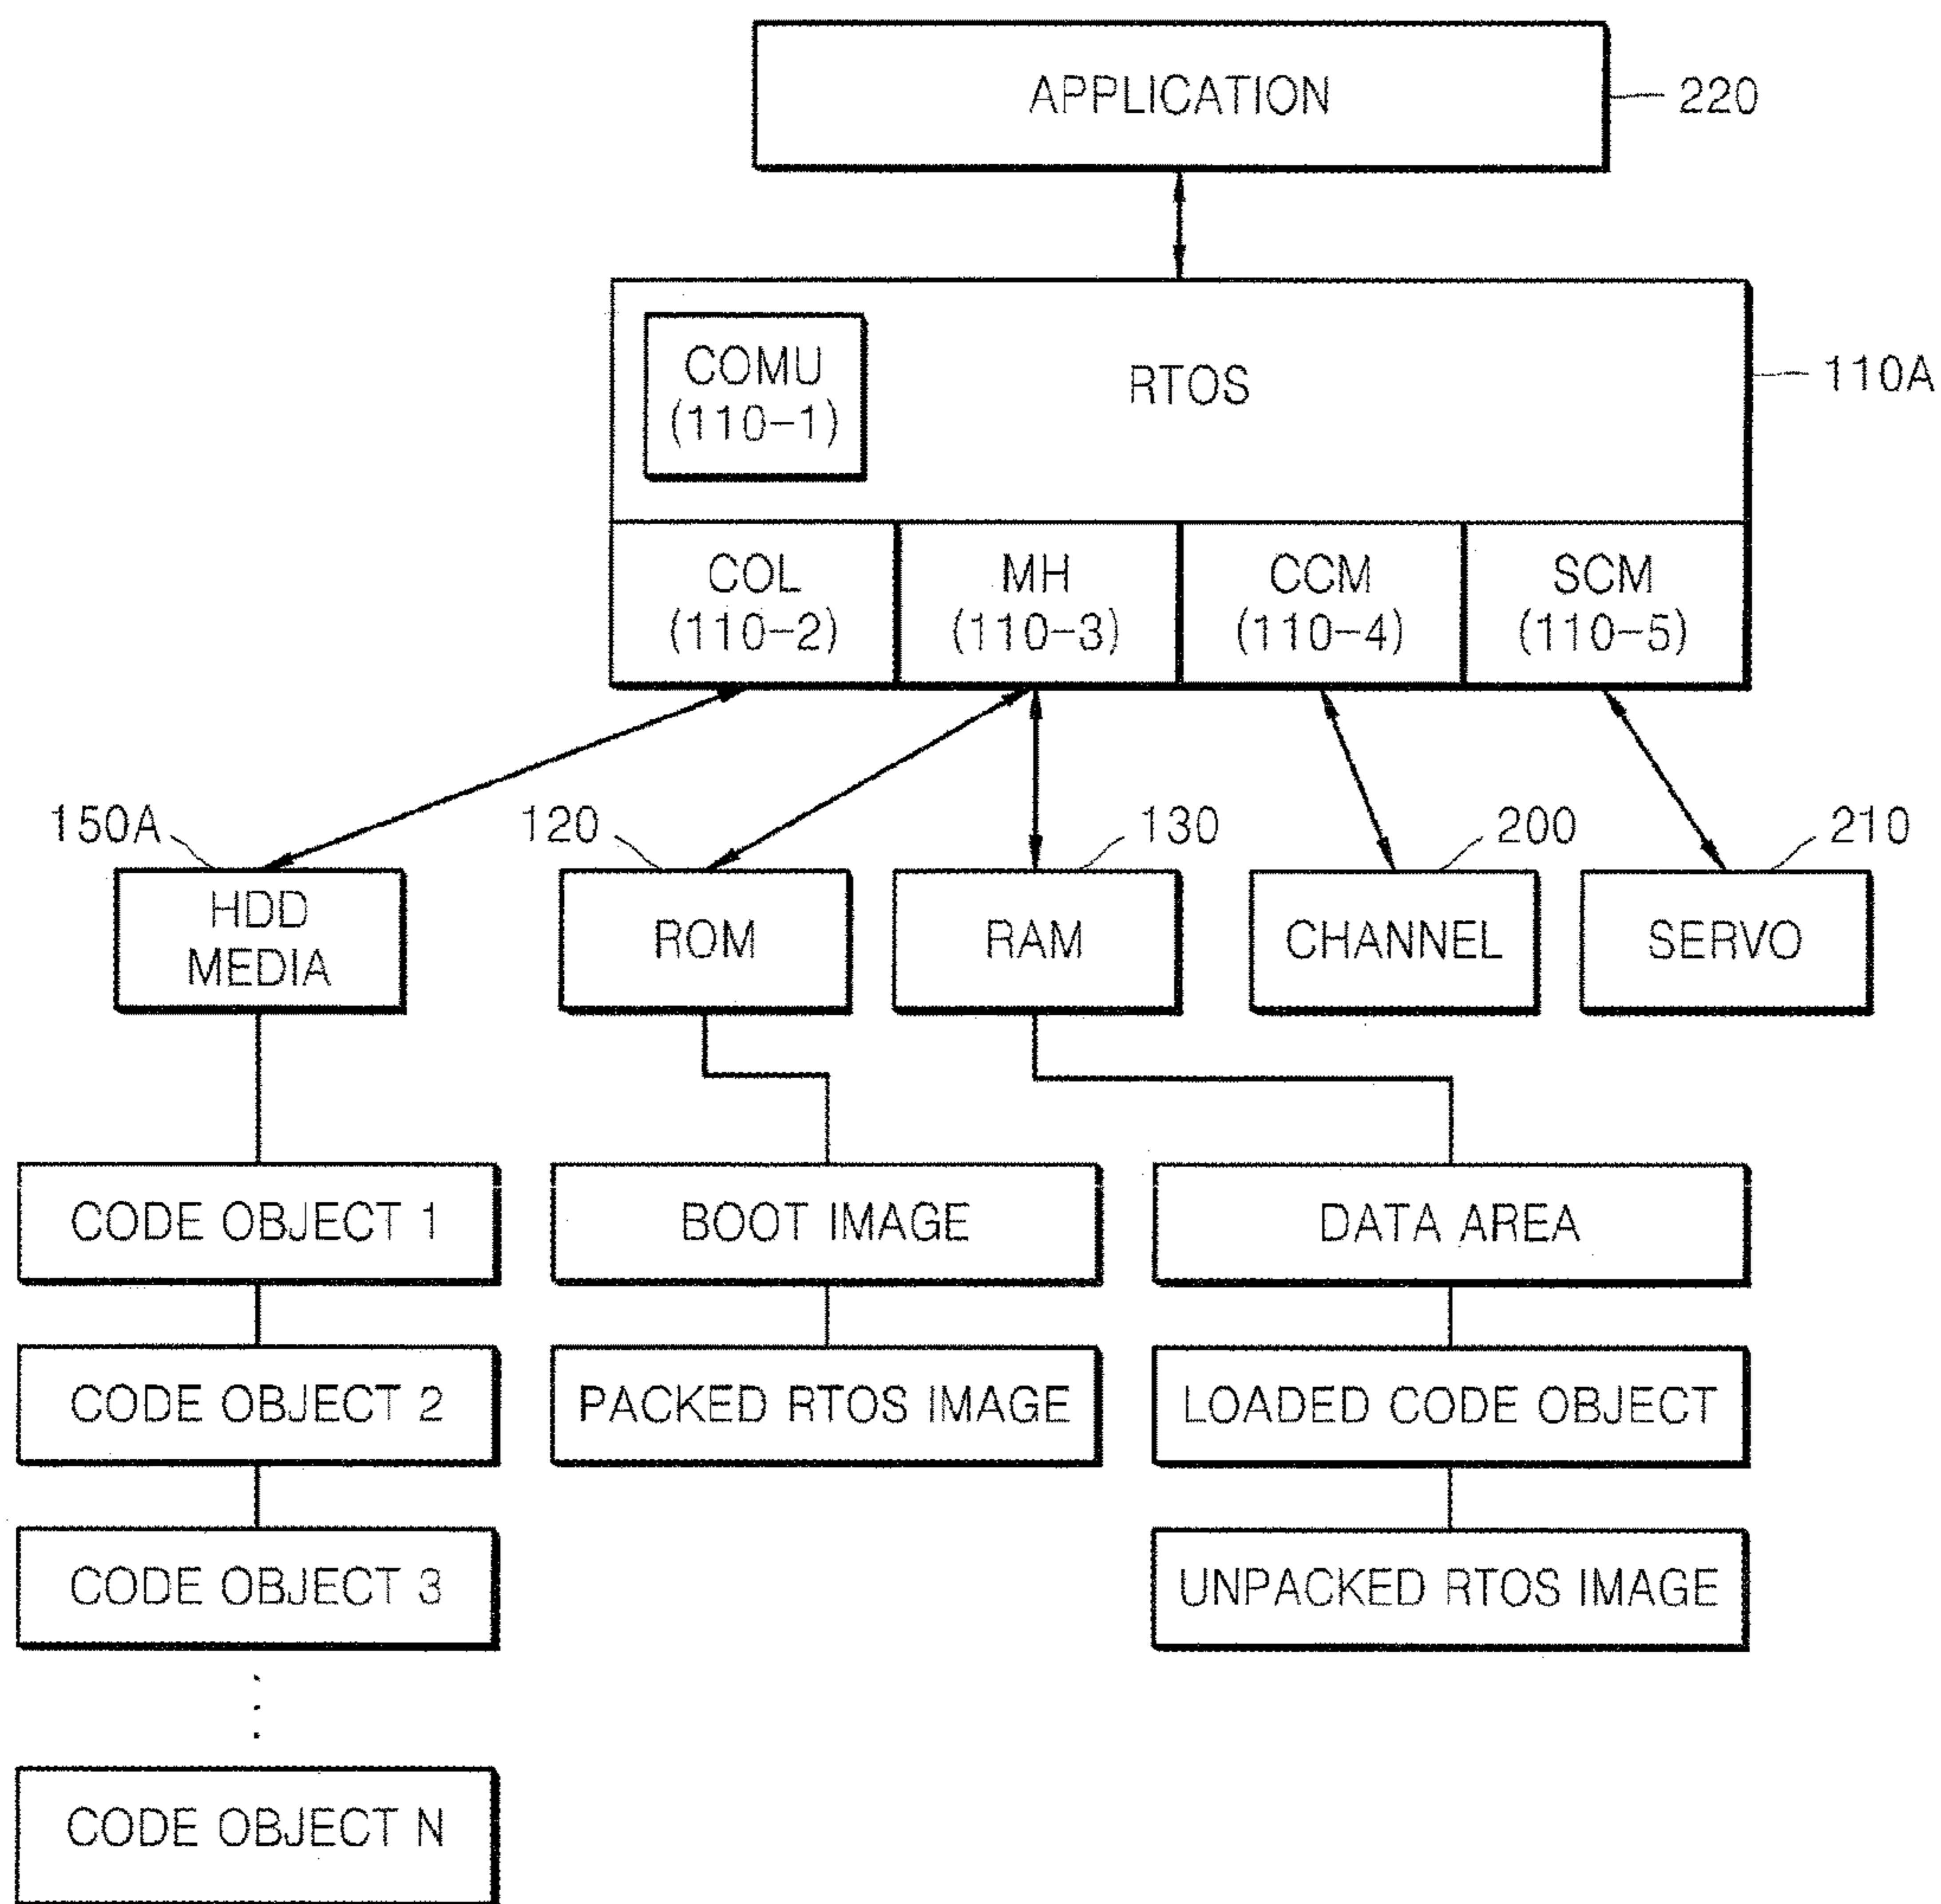 APPLICATION
220
COMU
(110-1)
RTOS
110A
COL
(110-2)
MH
(110-3)
CCM
(110-4)
SCM
(110-5)
150A
120
130
200
210
HDD
MEDIA
ROM
RAM
CHANNEL
SERVO
CODE OBJECT 1
BOOT IMAGE
DATA AREA
CODE OBJECT 2
PACKED RTOS IMAGE
LOADED CODE OBJECT
CODE OBJECT 3
UNPACKED RTOS IMAGE
CODE OBJECT N